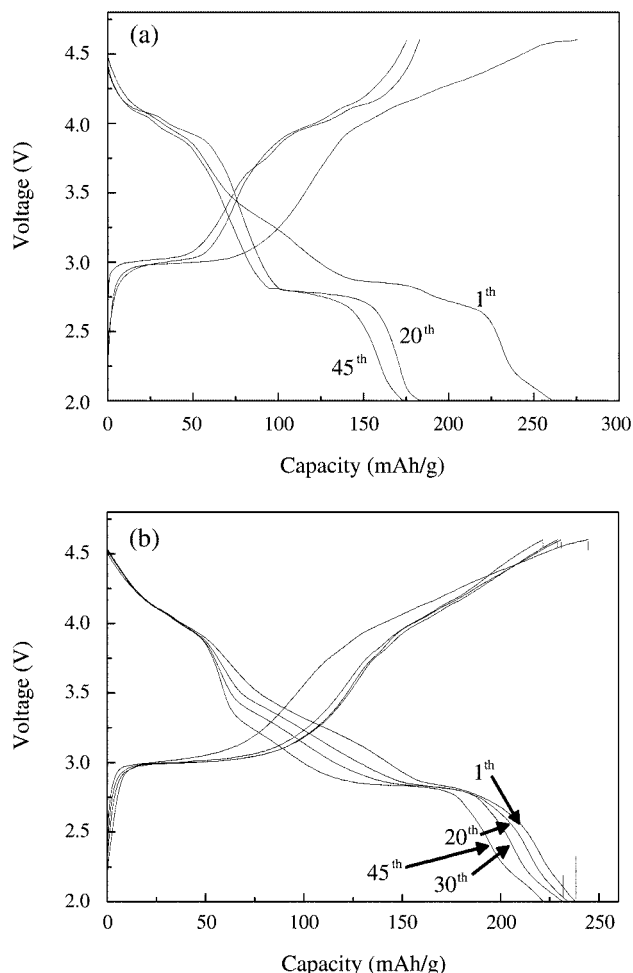 (a)
4.5
4.0
3.5
3.0
2.5
2.0
Voltage (V)
1th
20th
45th
0 50 100 150 200 250 300
Capacity (mAh/g)
(b)
4.5
4.0
3.5
3.0
2.5
2.0
Voltage (V)
1th
20th
45th
30th
0 50 100 150 200 250
Capacity (mAh/g)